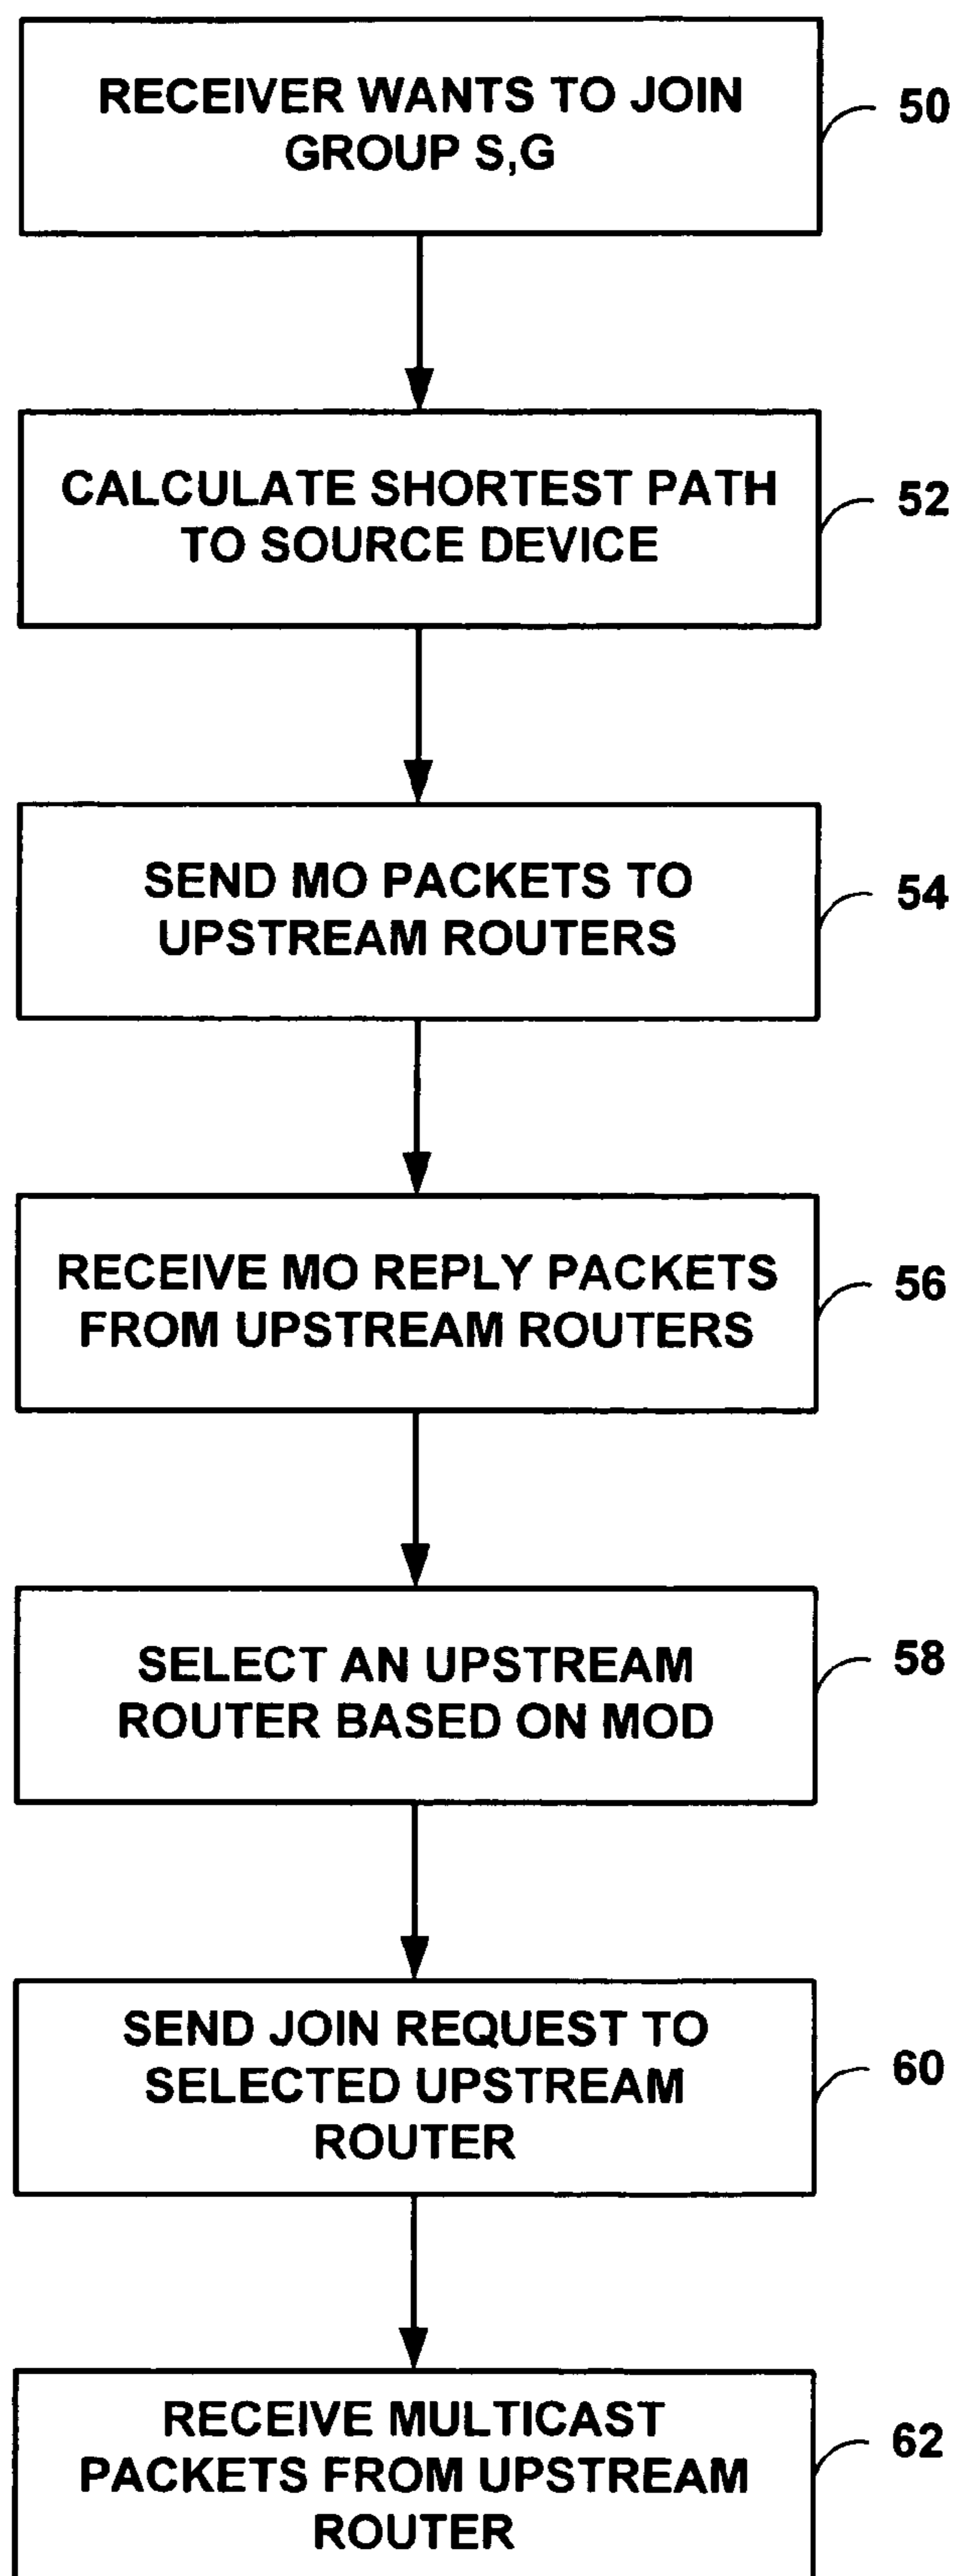 RECEIVER WANTS TO JOIN
GROUP S,G
50
CALCULATE SHORTEST PATH
TO SOURCE DEVICE
52
SEND MO PACKETS TO
UPSTREAM ROUTERS
54
RECEIVE MO REPLY PACKETS
FROM UPSTREAM ROUTERS
56
SELECT AN UPSTREAM
ROUTER BASED ON MOD
58
SEND JOIN REQUEST TO
SELECTED UPSTREAM
ROUTER
60
RECEIVE MULTICAST
PACKETS FROM UPSTREAM
ROUTER
62